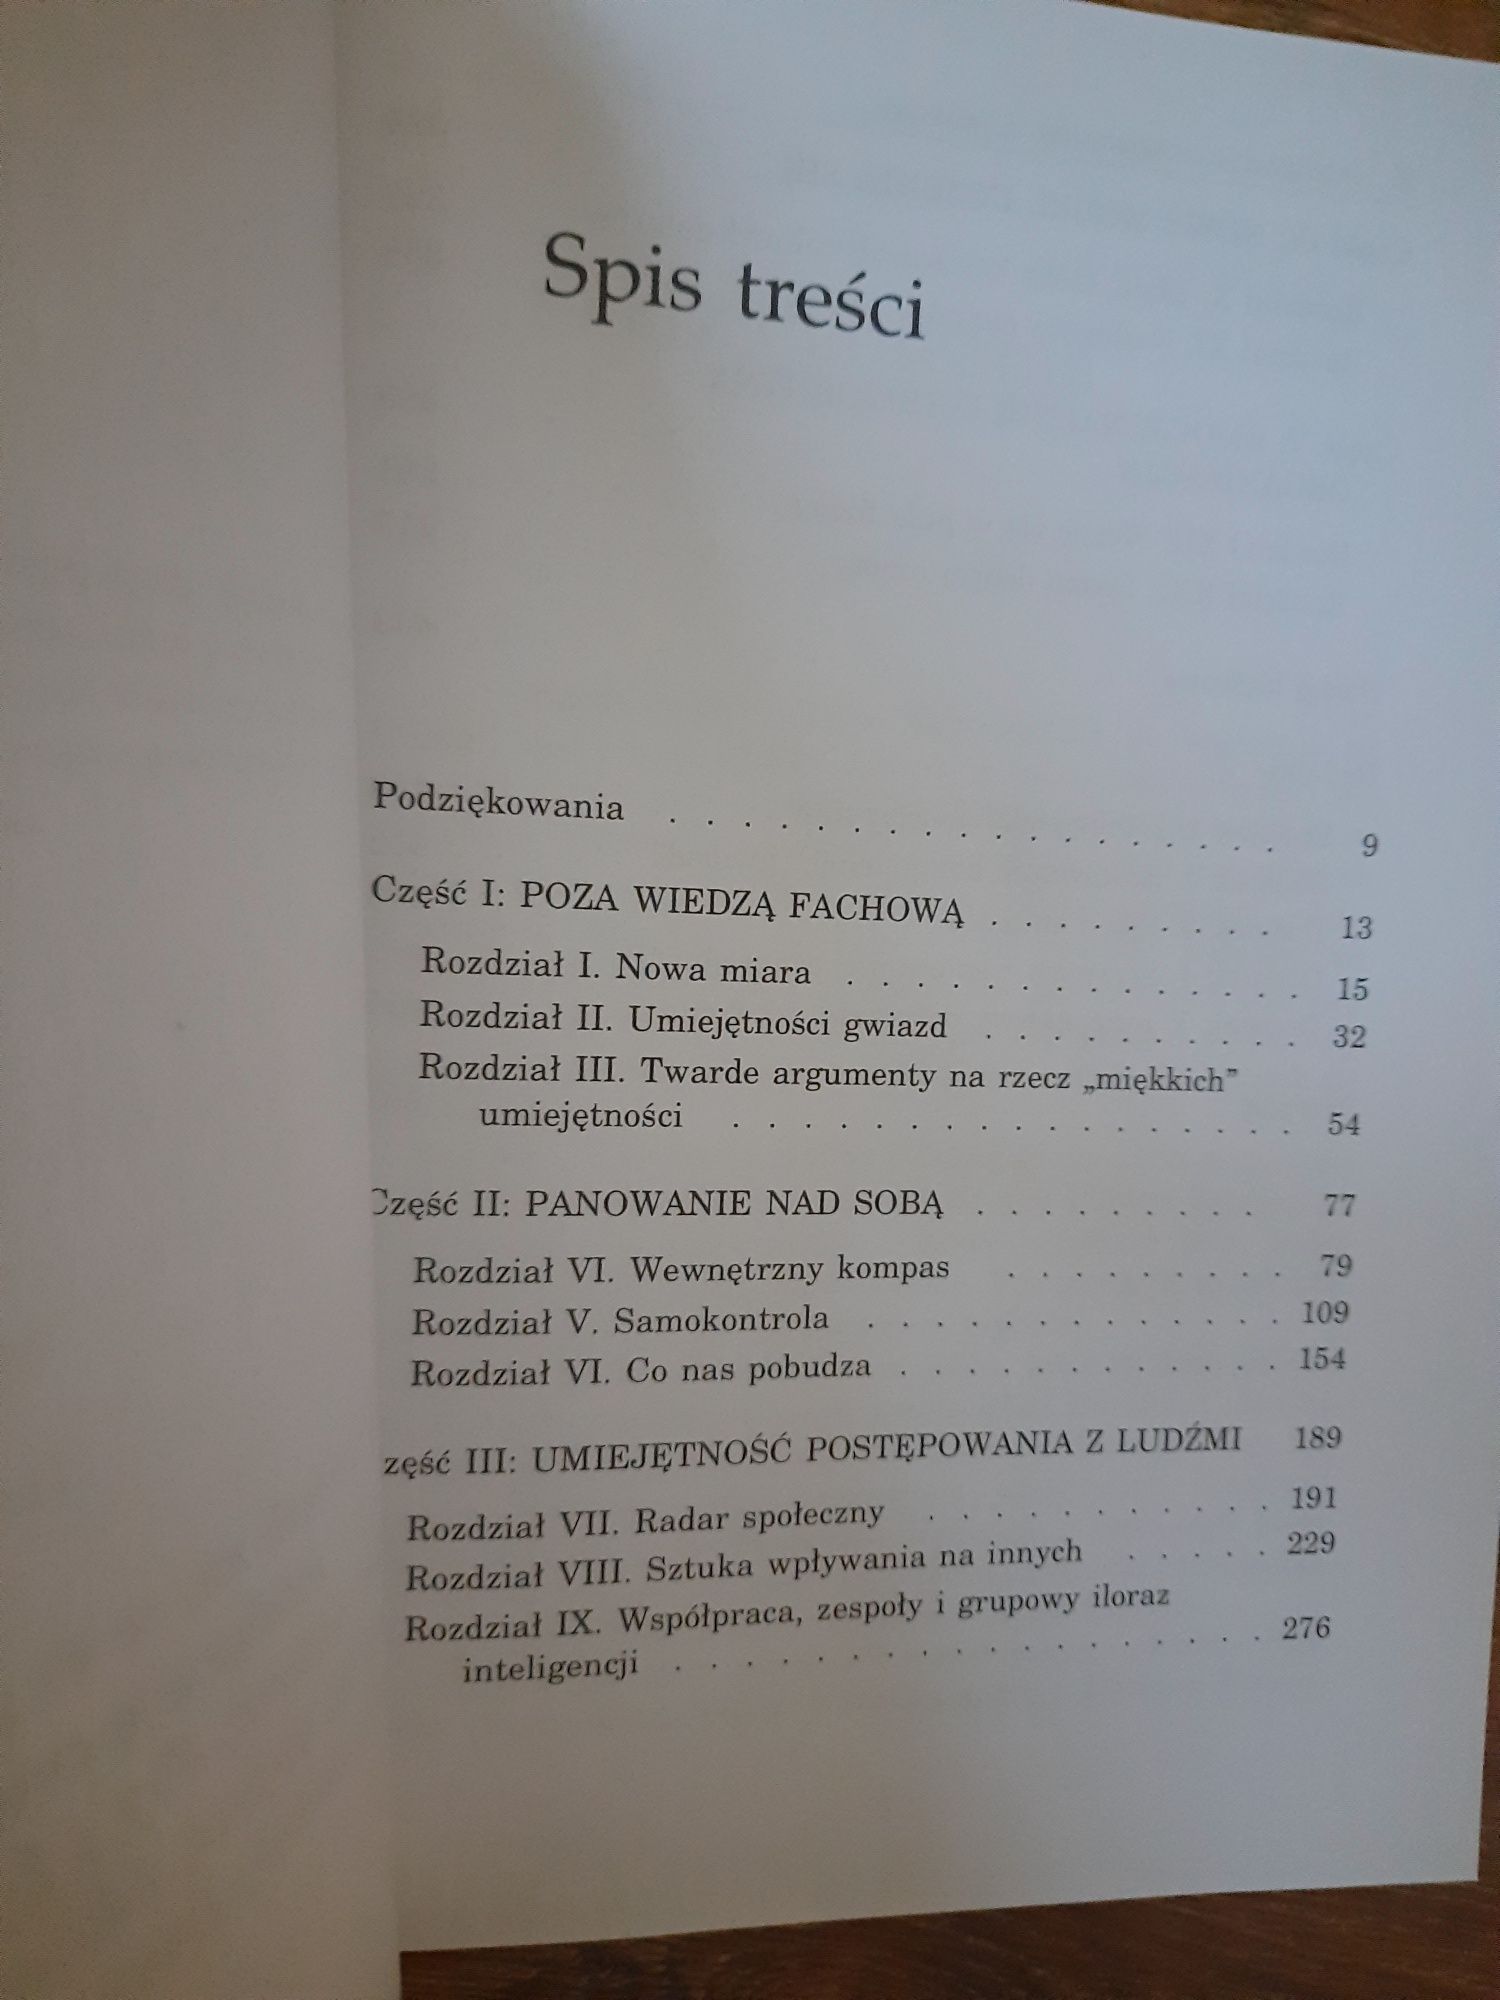 Spis treści
Podziękowania . . . . . . . . . . . . . . . . . 9
Część I: POZA WIEDZĄ FACHOWĄ . . . . . . . . . 13
Rozdział I. Nowa miara . . . . . . . . . . . . . 15
Rozdział II. Umiejętności gwiazd . . . . . . . . . 32
Rozdział III. Twarde argumenty na rzecz „miękkich”
umiejętności . . . . . . . . . . . . . . . . 54
Część II: PANOWANIE NAD SOBĄ . . . . . . . . . 77
Rozdział VI. Wewnętrzny kompas . . . . . . . . . 79
Rozdział V. Samokontrola . . . . . . . . . . . . . 109
Rozdział VI. Co nas pobudza . . . . . . . . . . . . 154
zęść III: UMIEJĘTNOŚĆ POSTĘPOWANIA Z LUDŹMI 189
Rozdział VII. Radar społeczny . . . . . . . . . . . 191
Rozdział VIII. Sztuka wpływania na innych . . . . . 229
Rozdział IX. Współpraca, zespoły i grupowy iloraz
inteligencji . . . . . . . . . . . . . . . . . 276